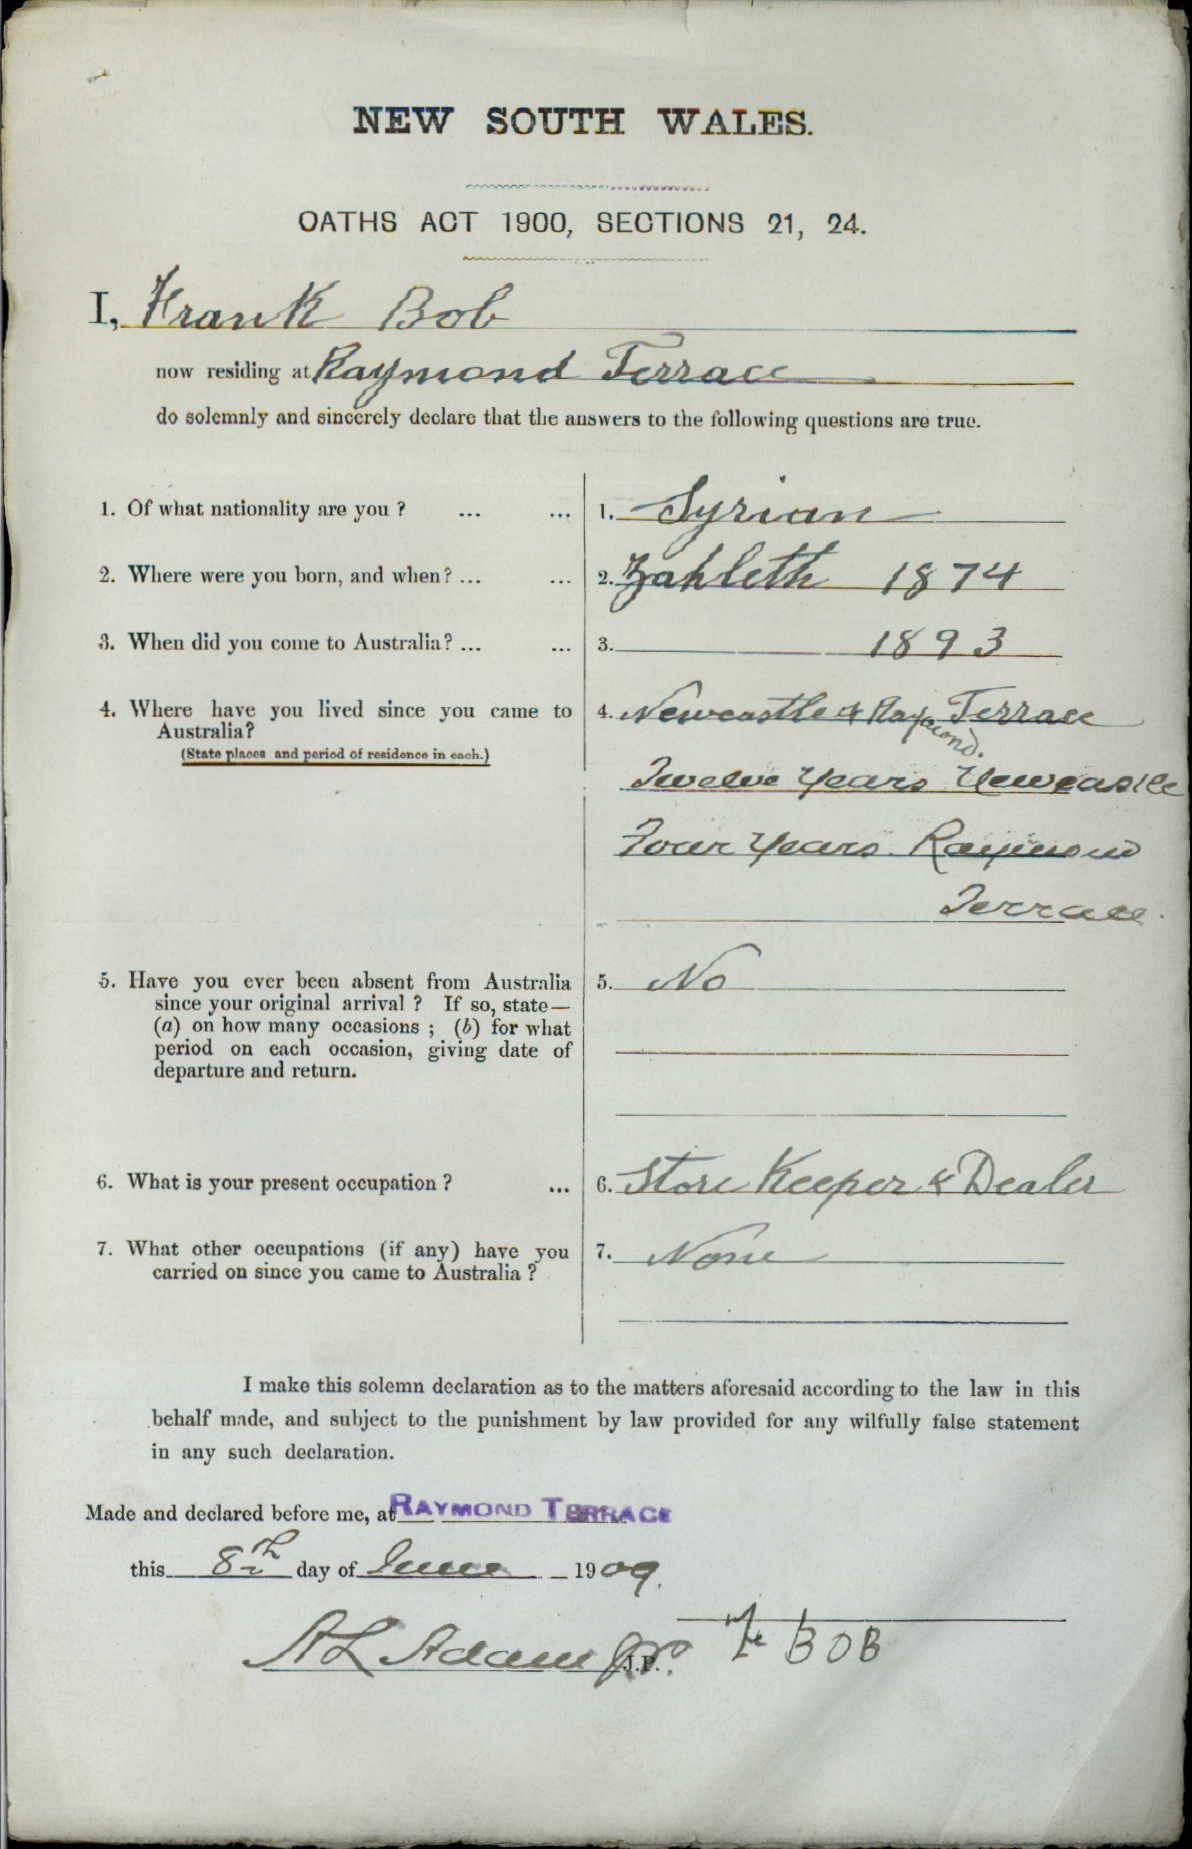 NEW SOUTH WALES.
OATHS ACT 1900, SECTIONS 21, 24.
I, Frank Bob
now residing at Raymond Terrace
do solemnly and sincerely declare that the answers to the following questions are true.
1. Of what nationality are you ? ... ... 1. Syrian
2. Where were you born, and when? ... ... 2. Zahleth 1874
3. When did you come to Australia? ... ... 3. 1893
4. Where have you lived since you came to Australia?
(State places and period of residence in each.)
4. Newcastle & Raymond Terrace
Twelve Years Newcastle
Four Years Raymond
Terrace.
5. Have you ever been absent from Australia
since your original arrival ? If so, state—
(a) on how many occasions ; (b) for what
period on each occasion, giving date of
departure and return.
5. No
6. What is your present occupation ? ... 6. Store Keeper & Dealer
7. What other occupations (if any) have you
carried on since you came to Australia ?
7. None
I make this solemn declaration as to the matters aforesaid according to the law in this
behalf made, and subject to the punishment by law provided for any wilfully false statement
in any such declaration.
Made and declared before me, at RAYMOND TERRACE
this 8th day of June 1909.
A L Adam JP. J.P. F BOB